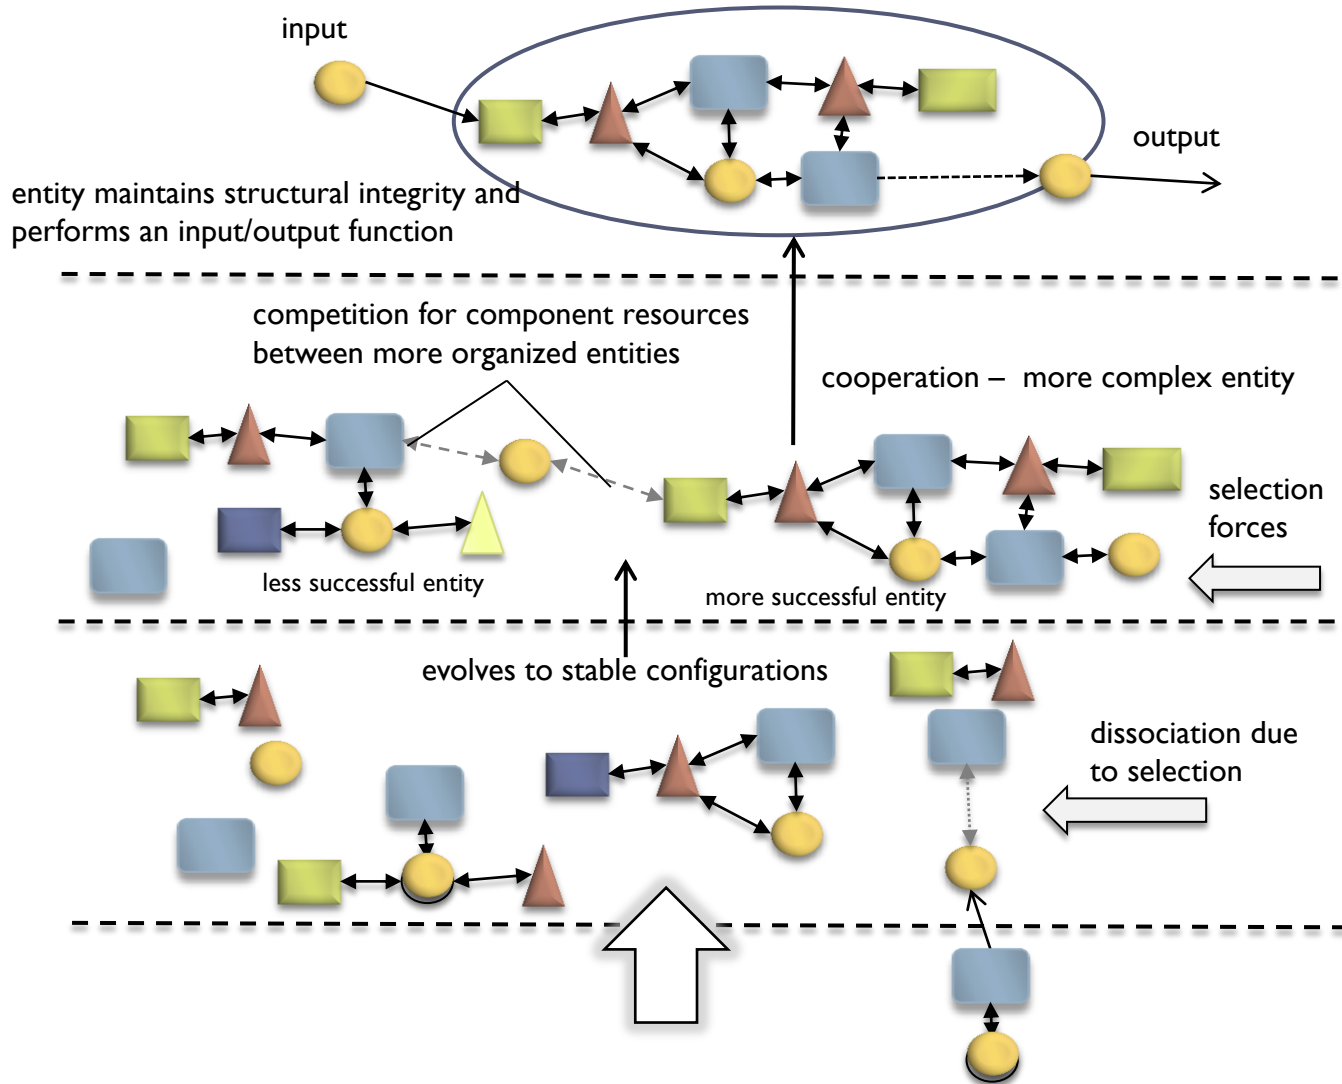 input
output
entity maintains structural integrity and
performs an input/output function
competition for component resources
between more organized entities
cooperation – more complex entity
selection
forces
less successful entity
more successful entity
evolves to stable configurations
dissociation due
to selection